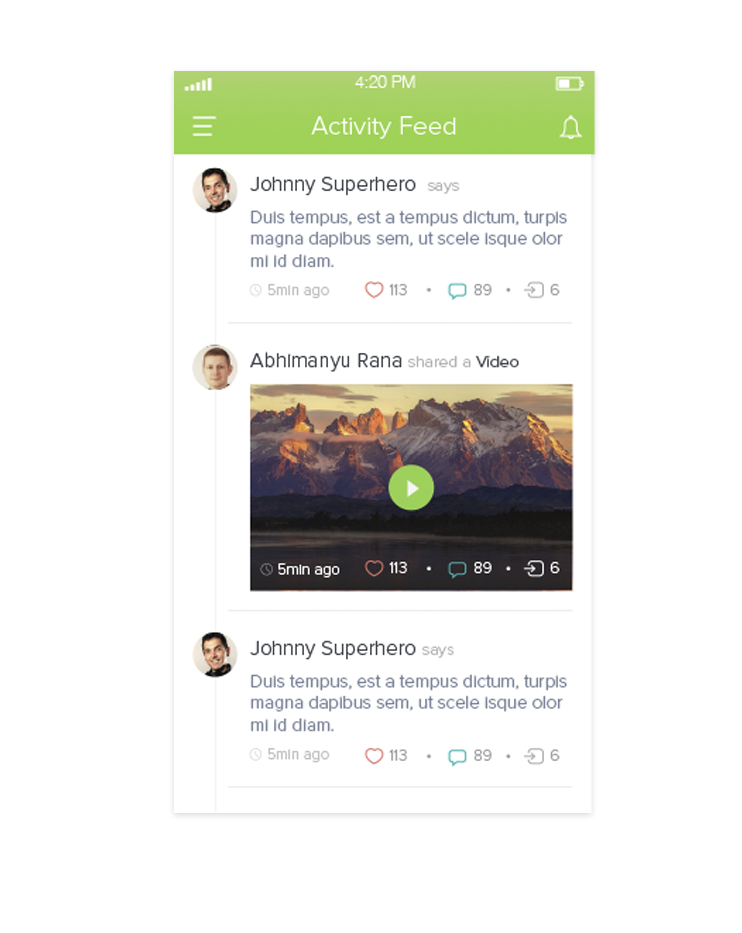 4:20 PM
Activity Feed
Johnny Superhero says
Duis tempus, est a tempus dictum, turpis
magna dapibus sem, ut scele isque olor
mi id diam.
5min ago 113 • 89 • 6
Abhimanyu Rana shared a Video
5min ago 113 • 89 • 6
Johnny Superhero says
Duis tempus, est a tempus dictum, turpis
magna dapibus sem, ut scele isque olor
mi id diam.
5min ago 113 • 89 • 6